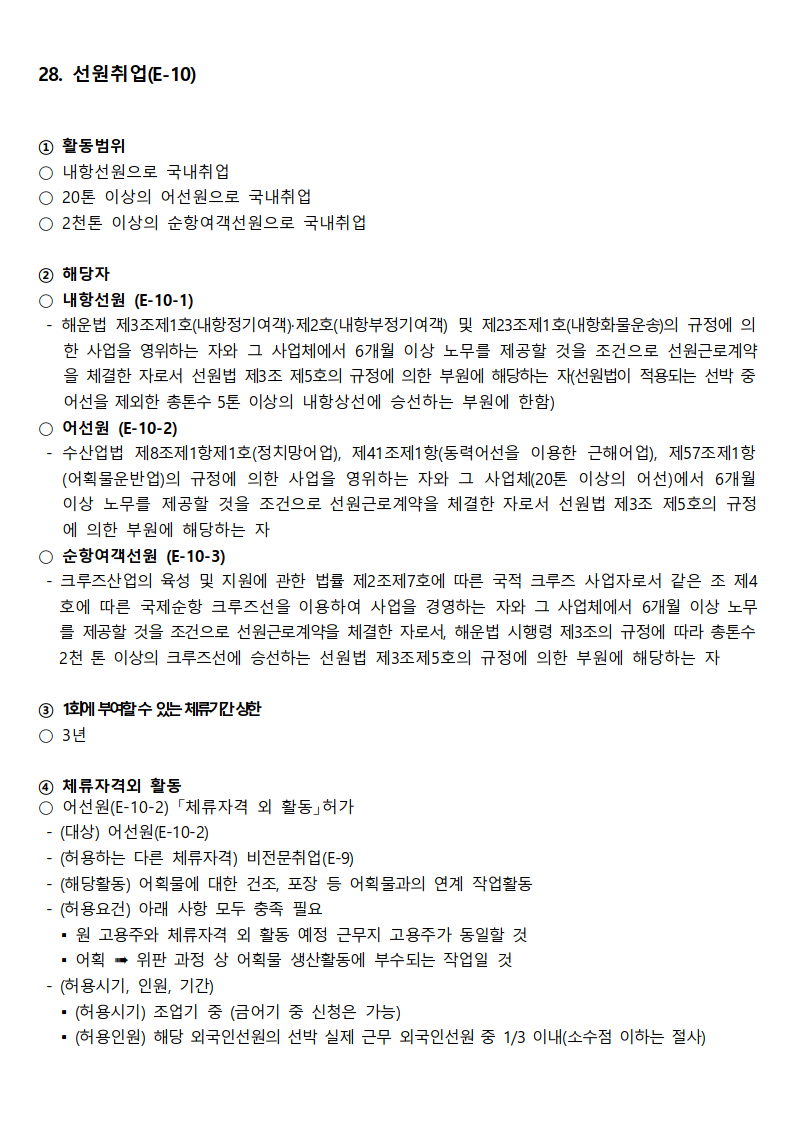 28. 선원취업(E-10)
① 활동범위
○ 내항선원으로 국내취업
○ 20톤 이상의 어선원으로 국내취업
○ 2천톤 이상의 순항여객선원으로 국내취업
② 해당자
○ 내항선원 (E-10-1)
- 해운법 제3조제1호(내항정기여객)·제2호(내항부정기여객) 및 제23조제1호(내항화물운송)의 규정에 의
한 사업을 영위하는 자와 그 사업체에서 6개월 이상 노무를 제공할 것을 조건으로 선원근로계약
을 체결한 자로서 선원법 제3조 제5호의 규정에 의한 부원에 해당하는 자(선원법이 적용되는 선박 중
어선을 제외한 총톤수 5톤 이상의 내항상선에 승선하는 부원에 한함)
○ 어선원 (E-10-2)
- 수산업법 제8조제1항제1호(정치망어업), 제41조제1항(동력어선을 이용한 근해어업), 제57조제1항
(어획물운반업)의 규정에 의한 사업을 영위하는 자와 그 사업체(20톤 이상의 어선)에서 6개월
이상 노무를 제공할 것을 조건으로 선원근로계약을 체결한 자로서 선원법 제3조 제5호의 규정
에 의한 부원에 해당하는 자
○ 순항여객선원 (E-10-3)
- 크루즈산업의 육성 및 지원에 관한 법률 제2조제7호에 따른 국적 크루즈 사업자로서 같은 조 제4
호에 따른 국제순항 크루즈선을 이용하여 사업을 경영하는 자와 그 사업체에서 6개월 이상 노무
를 제공할 것을 조건으로 선원근로계약을 체결한 자로서, 해운법 시행령 제3조의 규정에 따라 총톤수
2천 톤 이상의 크루즈선에 승선하는 선원법 제3조제5호의 규정에 의한 부원에 해당하는 자
③ 1회에 부여할 수 있는 체류기간 상한
○ 3년
④ 체류자격외 활동
○ 어선원(E-10-2)「체류자격 외 활동」허가
- (대상) 어선원(E-10-2)
- (허용하는 다른 체류자격) 비전문취업(E-9)
- (해당활동) 어획물에 대한 건조, 포장 등 어획물과의 연계 작업활동
- (허용요건) 아래 사항 모두 충족 필요
▪ 원 고용주와 체류자격 외 활동 예정 근무지 고용주가 동일할 것
▪ 어획 ➠ 위판 과정 상 어획물 생산활동에 부수되는 작업일 것
- (허용시기, 인원, 기간)
▪ (허용시기) 조업기 중 (금어기 중 신청은 가능)
▪ (허용인원) 해당 외국인선원의 선박 실제 근무 외국인선원 중 1/3 이내(소수점 이하는 절사)